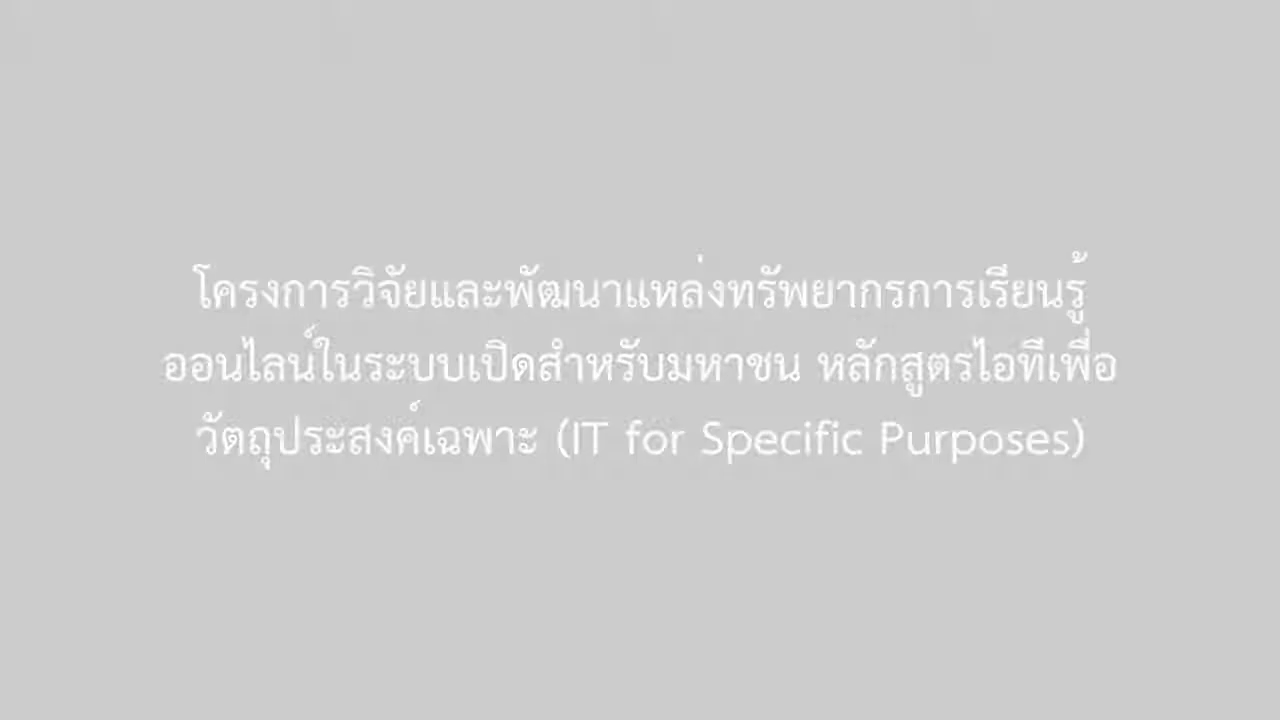 โครงการวิจัยและพัฒนาแหล่งทรัพยากรการเรียนรู้
ออนไลน์ในระบบเปิดสำหรับมหาชน หลักสูตรไอทีเพื่อ
วัตถุประสงค์เฉพาะ (IT for Specific Purposes)